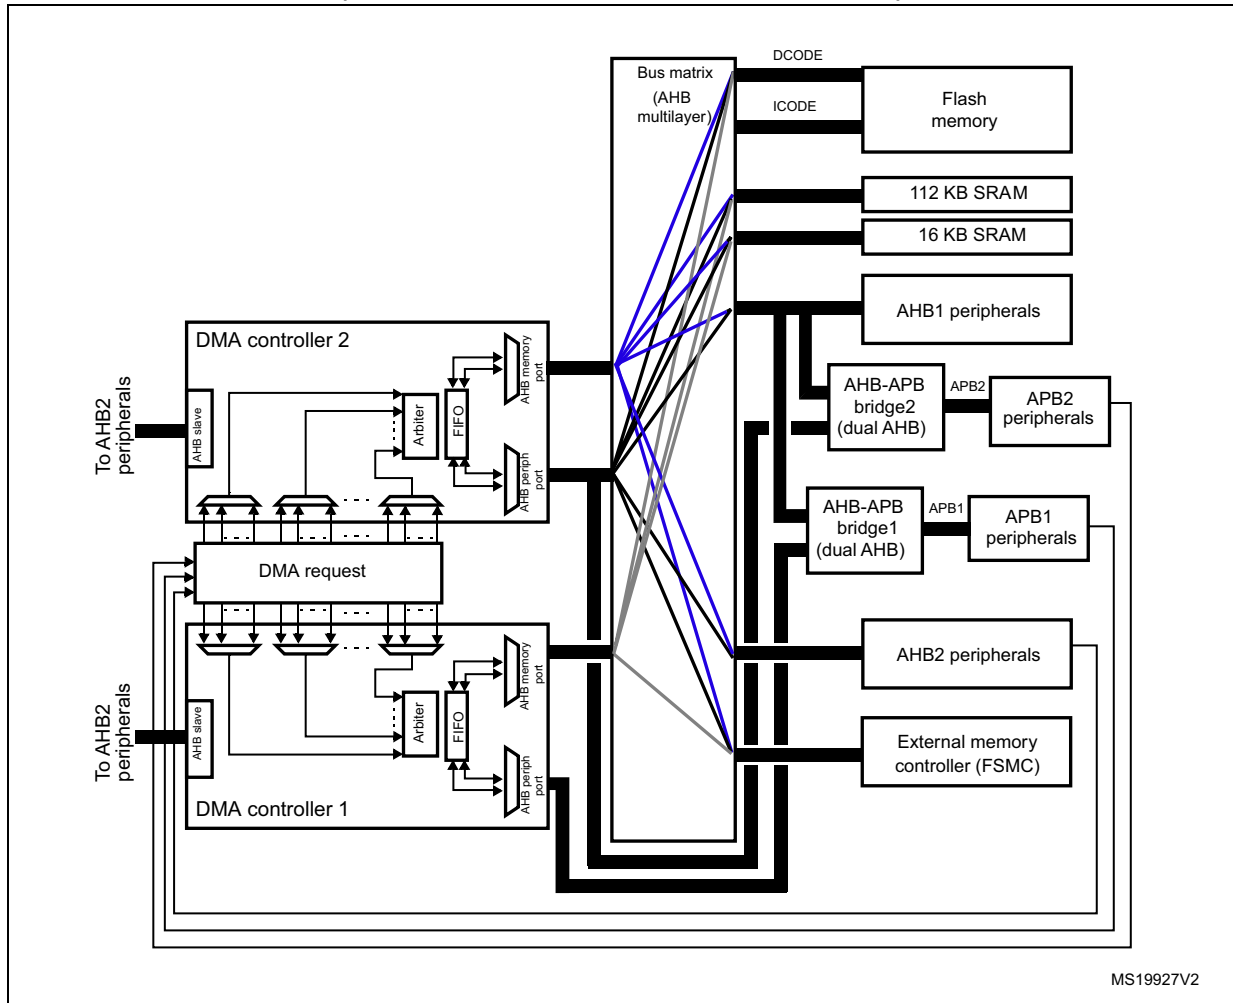 Bus matrix
(AHB
multilayer)
DCODE
ICODE
Flash
memory
112 KB SRAM
16 KB SRAM
AHB1 peripherals
AHB-APB
bridge2
(dual AHB)
APB2
APB2
peripherals
AHB-APB
bridge1
(dual AHB)
APB1
APB1
peripherals
AHB2 peripherals
External memory
controller (FSMC)
DMA controller 2
To AHB2
peripherals
AHB slave
Arbiter
FIFO
AHB memory
port
AHB periph
port
DMA request
To AHB2
peripherals
AHB slave
Arbiter
FIFO
AHB memory
port
AHB periph
port
DMA controller 1
MS19927V2